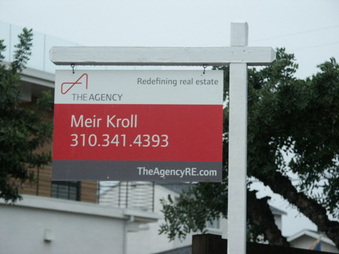 Redefining real estate
THE AGENCY
Meir Kroll
310.341.4393
TheAgencyRE.com